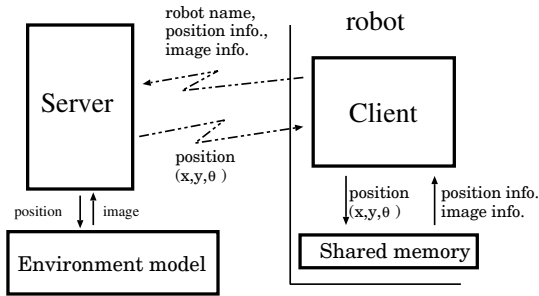 robot name,
position info.,
image info.
robot
Server
Client
position
(x,y,θ )
position
image
position
(x,y,θ )
position info.
image info.
Shared memory
Environment model